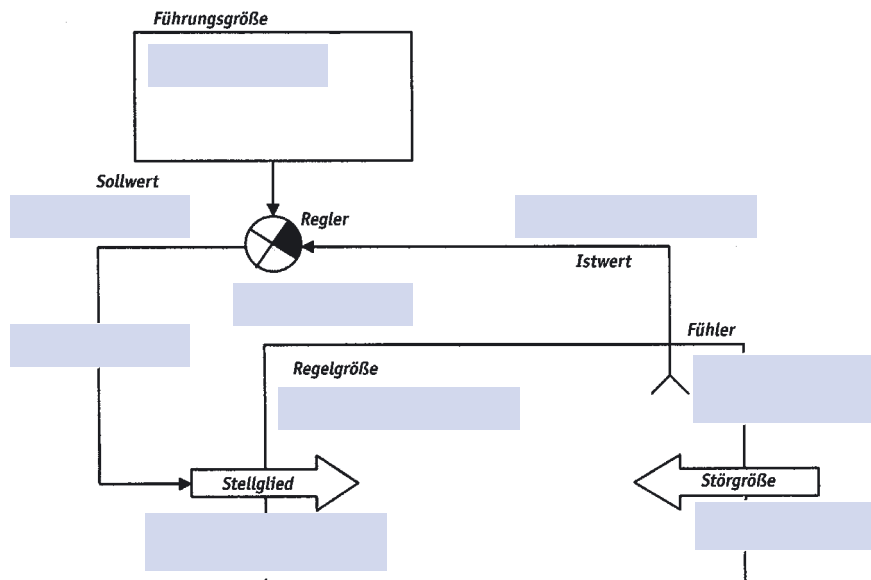 Führungsgröße
Sollwert
Regler
Istwert
Fühler
Regelgröße
Stellglied
Störgröße